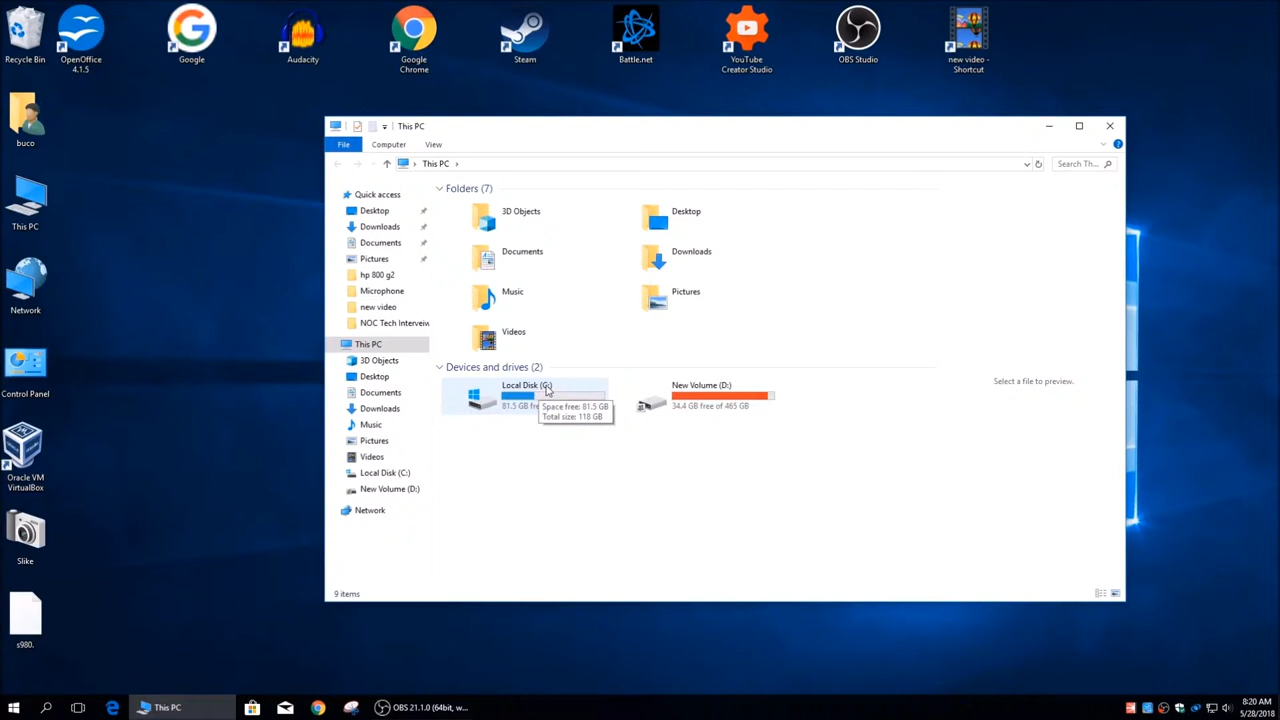 Recycle Bin
OpenOffice
4.1.5
Google
Audacity
Google
Chrome
Steam
Battle.net
YouTube
Creator Studio
OBS Studio
new video -
Shortcut
buco
This PC
Network
Control Panel
Oracle VM
VirtualBox
Slike
s980.
This PC
File
Computer
View
This PC
Search Th...
Quick access
Desktop
Downloads
Documents
Pictures
hp 800 g2
Microphone
new video
NOC Tech Interveiw
This PC
3D Objects
Desktop
Documents
Downloads
Music
Pictures
Videos
Local Disk (C:)
New Volume (D:)
Network
Folders (7)
3D Objects
Desktop
Documents
Downloads
Music
Pictures
Videos
Devices and drives (2)
Local Disk (C:)
81.5 GB fre
Space free: 81.5 GB
Total size: 118 GB
New Volume (D:)
34.4 GB free of 465 GB
Select a file to preview.
9 items
This PC
OBS 21.1.0 (64bit, w...
8:20 AM
5/28/2018